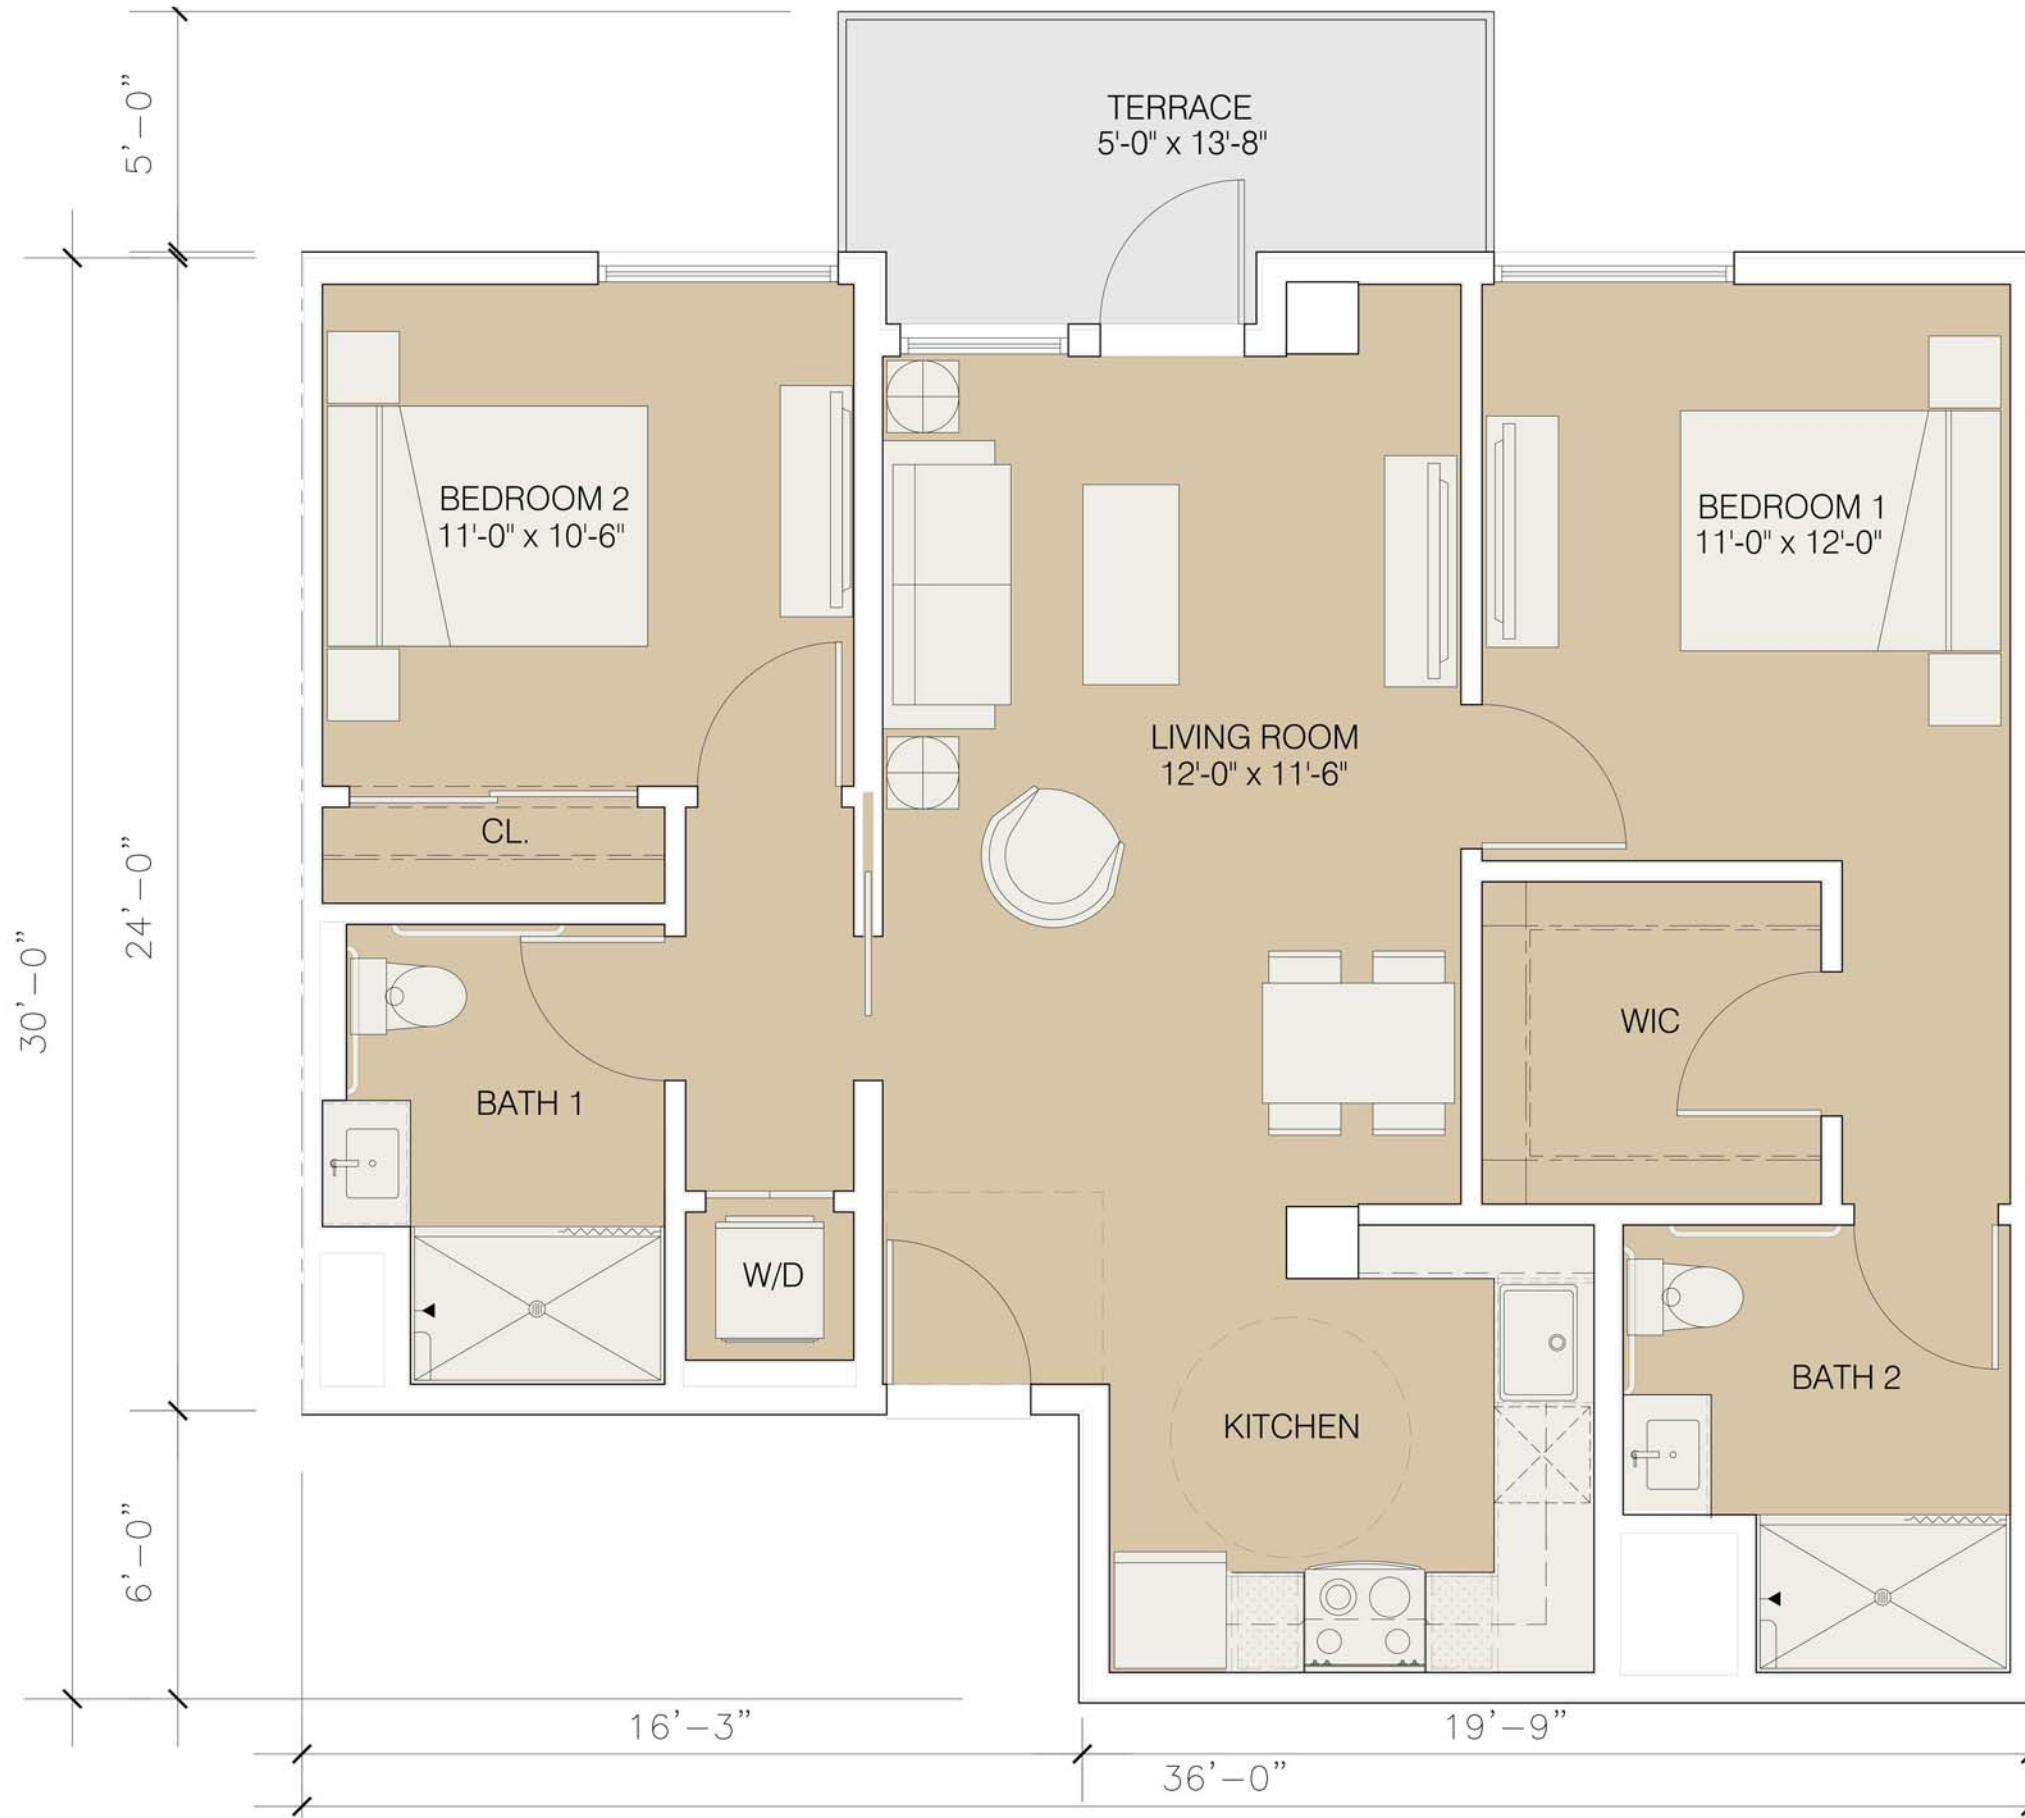 5'-0"
TERRACE
5'-0" x 13'-8"
BEDROOM 2
11'-0" x 10'-6"
BEDROOM 1
11'-0" x 12'-0"
LIVING ROOM
12'-0" x 11'-6"
CL.
24'-0"
30'-0"
WIC
BATH 1
W/D
BATH 2
KITCHEN
6'-0"
16'-3"
19'-9"
36'-0"